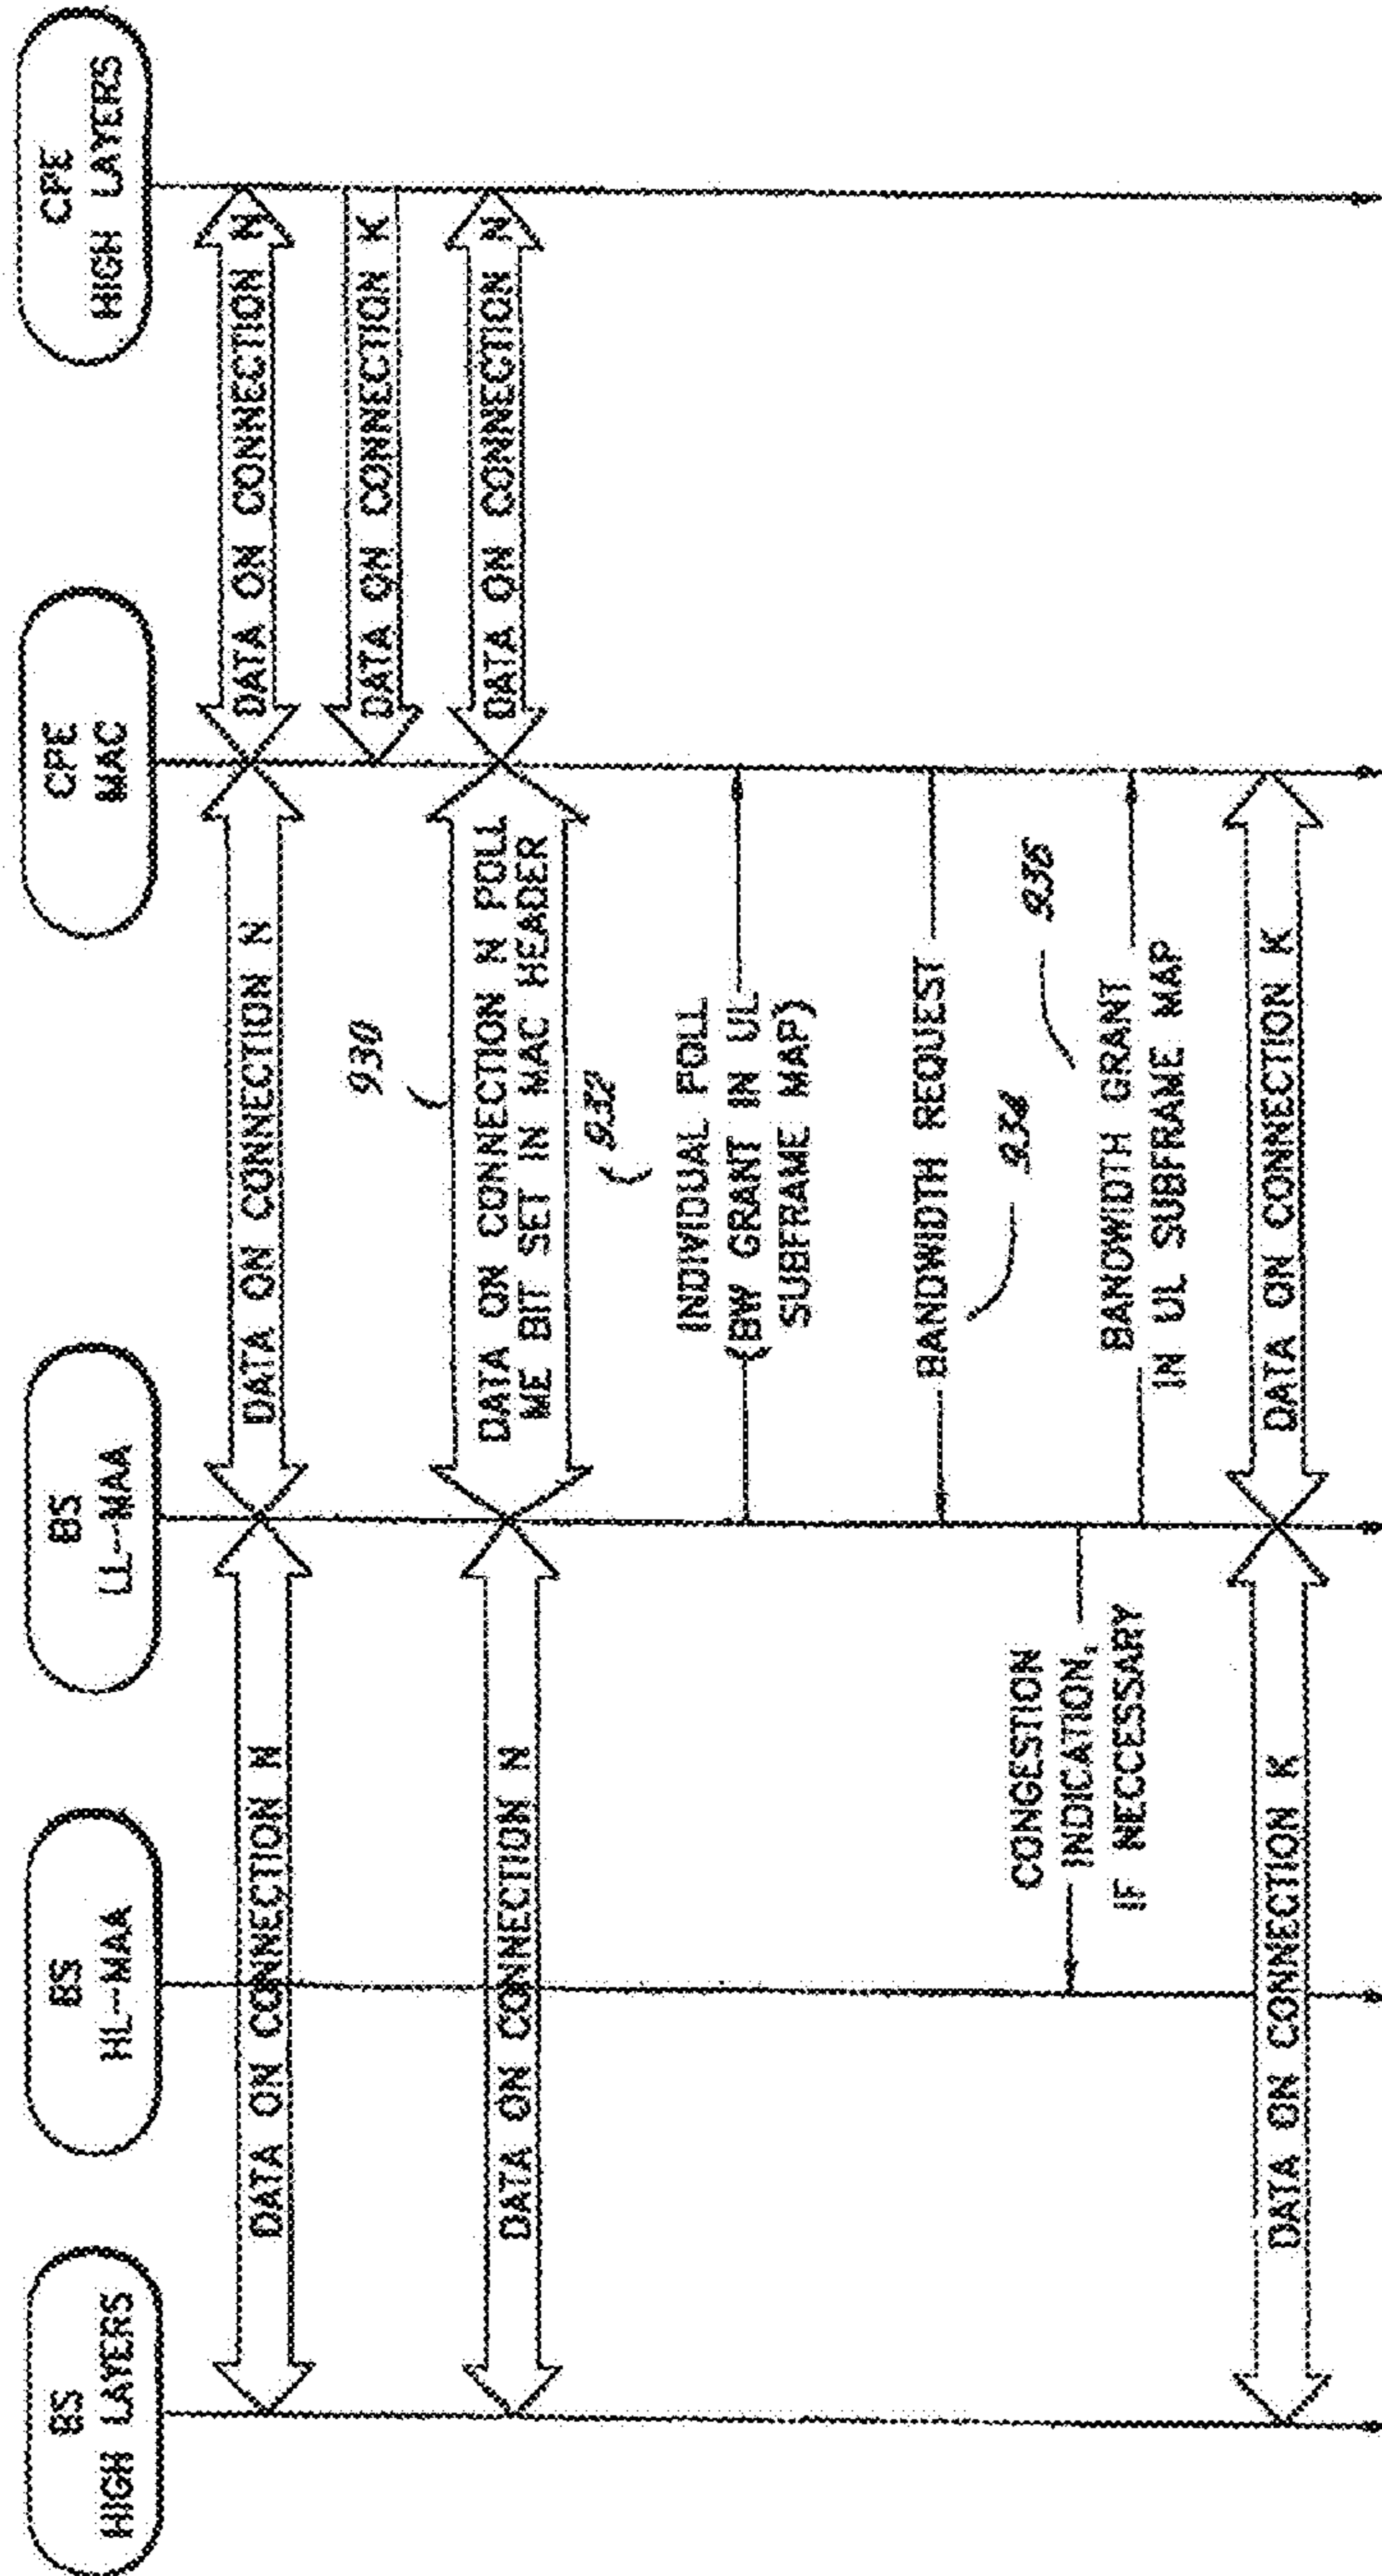 BS
HIGH LAYERS
BS
HL--MAA
BS
LL--MAA
CPE
MAC
CPE
HIGH LAYERS
DATA ON CONNECTION N
DATA ON CONNECTION N
DATA ON CONNECTION N
930
DATA ON CONNECTION K
DATA ON CONNECTION N
DATA ON CONNECTION N POLL
ME BIT SET IN MAC HEADER
DATA ON CONNECTION N
932
INDIVIDUAL POLL
(BW GRANT IN UL
SUBFRAME MAP)
BANDWIDTH REQUEST
934
CONGESTION
INDICATION,
IF NECCESSARY
936
BANDWIDTH GRANT
IN UL SUBFRAME MAP
DATA ON CONNECTION K
DATA ON CONNECTION K